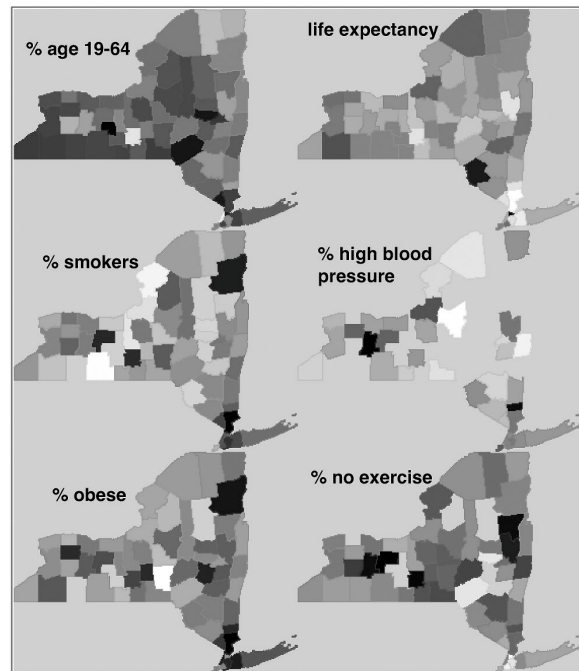 % age 19-64
life expectancy
% smokers
% high blood
pressure
% obese
% no exercise